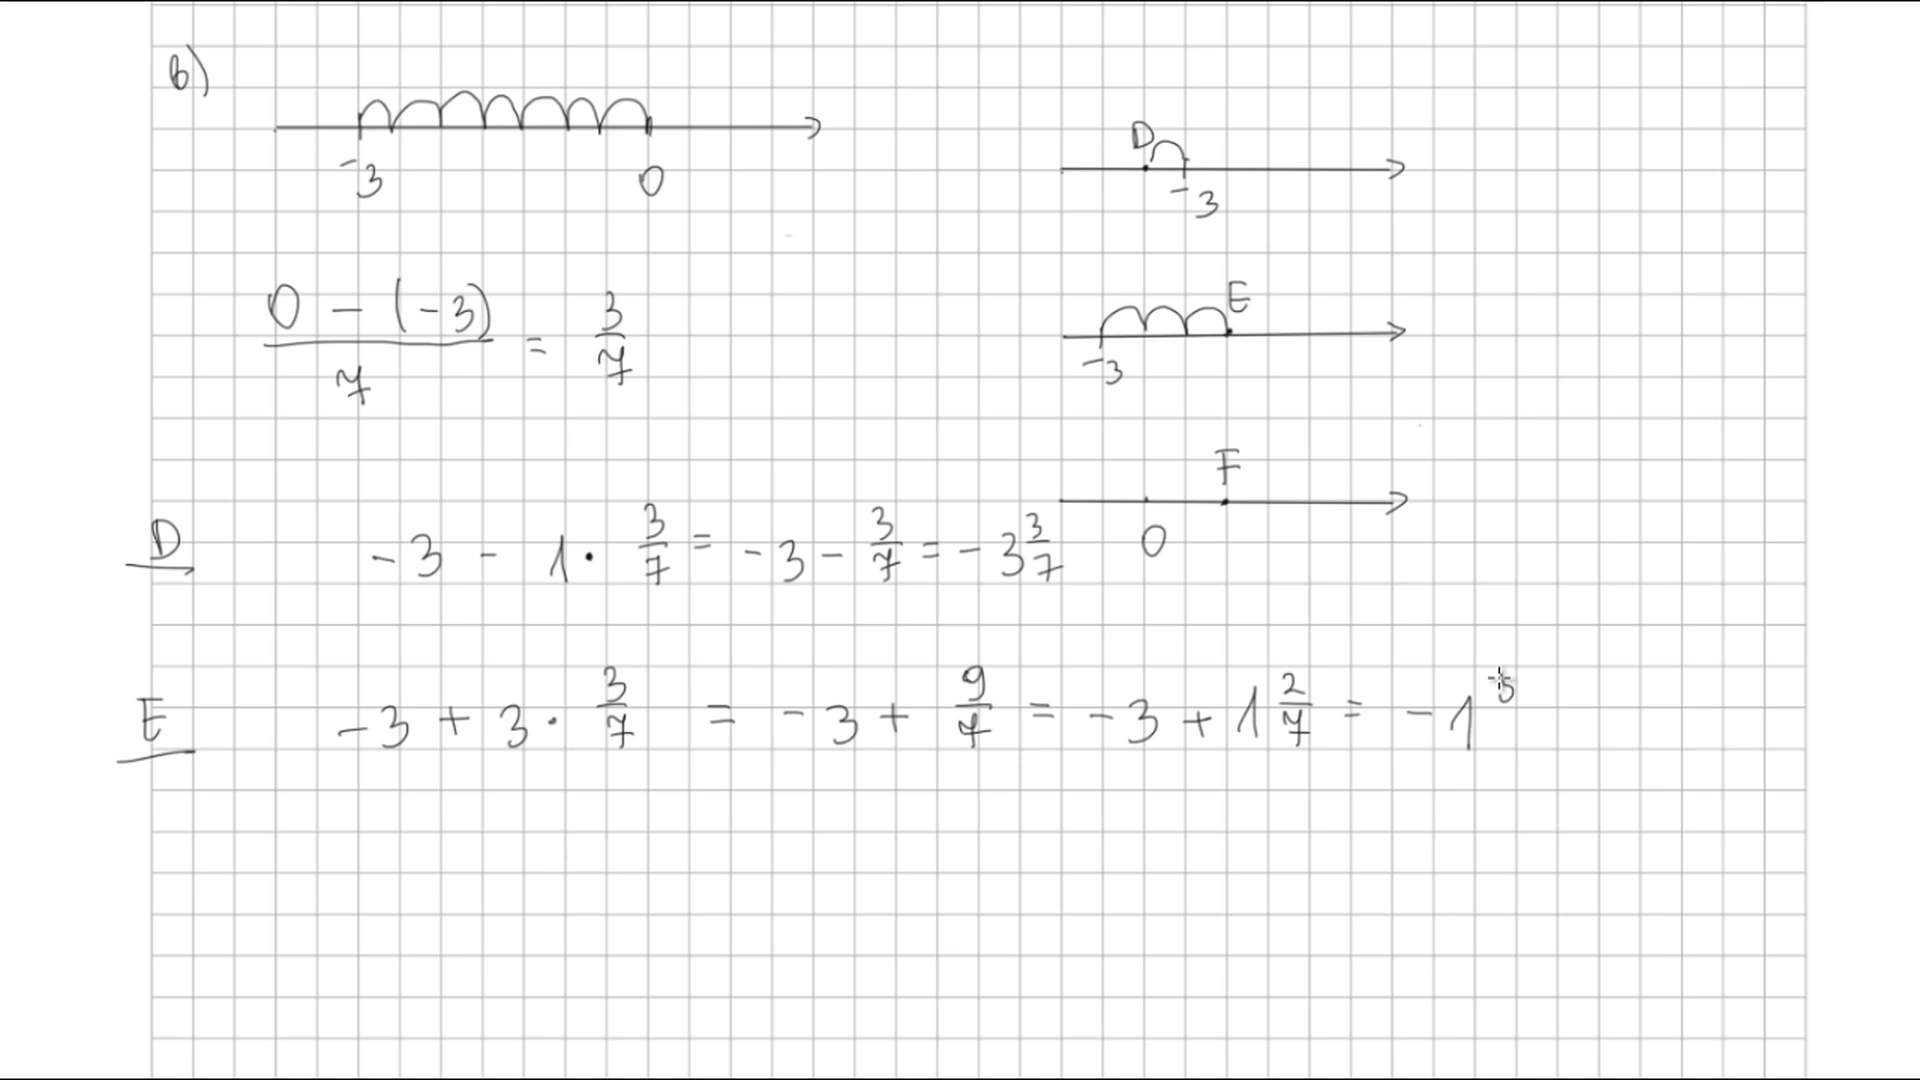 b)
-3 0
D
-3
(0 - (-3))/7 = 3/7
E
-3
F
0
D -3 - 1 · 3/7 = -3 - 3/7 = -3 3/7
E -3 + 3 · 3/7 = -3 + 9/7 = -3 + 1 2/7 = -1 5